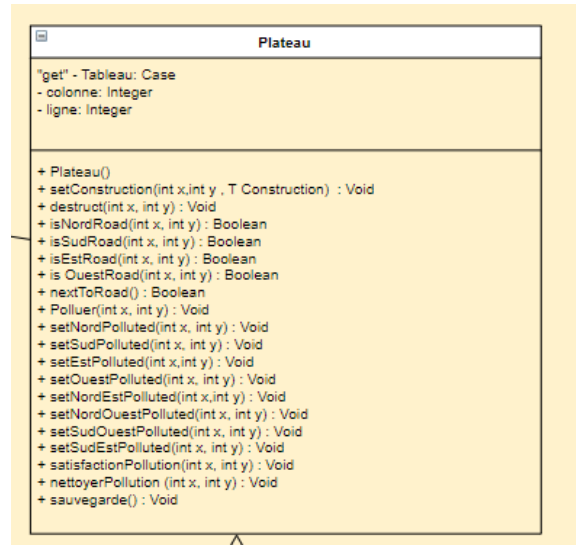 Plateau
"get" - Tableau: Case
- colonne: Integer
- ligne: Integer
+ Plateau()
+ setConstruction(int x,int y , T Construction) : Void
+ destruct(int x, int y) : Void
+ isNordRoad(int x, int y) : Boolean
+ isSudRoad(int x, int y) : Boolean
+ isEstRoad(int x, int y) : Boolean
+ is OuestRoad(int x, int y) : Boolean
+ nextToRoad() : Boolean
+ Polluer(int x, int y) : Void
+ setNordPolluted(int x, int y) : Void
+ setSudPolluted(int x, int y) : Void
+ setEstPolluted(int x,int y) : Void
+ setOuestPolluted(int x, int y) : Void
+ setNordEstPolluted(int x,int y) : Void
+ setNordOuestPolluted(int x, int y) : Void
+ setSudOuestPolluted(int x, int y) : Void
+ setSudEstPolluted(int x, int y) : Void
+ satisfactionPollution(int x, int y) : Void
+ nettoyerPollution (int x, int y) : Void
+ sauvegarde() : Void